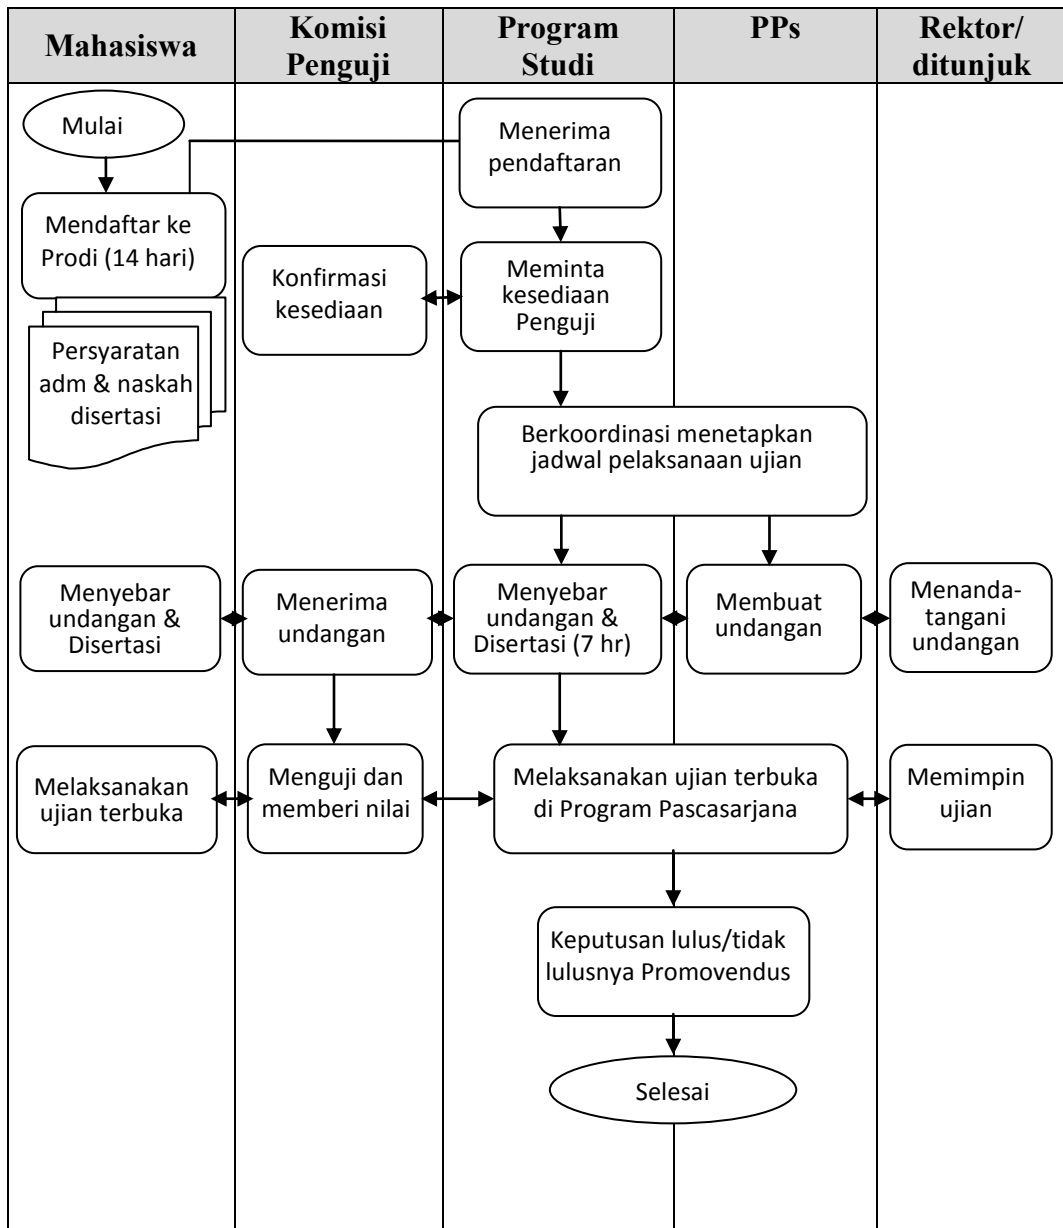 Mahasiswa
Komisi
Penguji
Program
Studi
PPs
Rektor/
ditunjuk
Mulai
Menerima
pendaftaran
Mendaftar ke
Prodi (14 hari)
Konfirmasi
kesediaan
Meminta
kesediaan
Penguji
Persyaratan
adm & naskah
disertasi
Berkoordinasi menetapkan
jadwal pelaksanaan ujian
Menyebar
undangan &
Disertasi
Menerima
undangan
Menyebar
undangan &
Disertasi (7 hr)
Membuat
undangan
Menanda-
tangani
undangan
Melaksanakan
ujian terbuka
Menguji dan
memberi nilai
Melaksanakan ujian terbuka
di Program Pascasarjana
Memimpin
ujian
Keputusan lulus/tidak
lulusnya Promovendus
Selesai